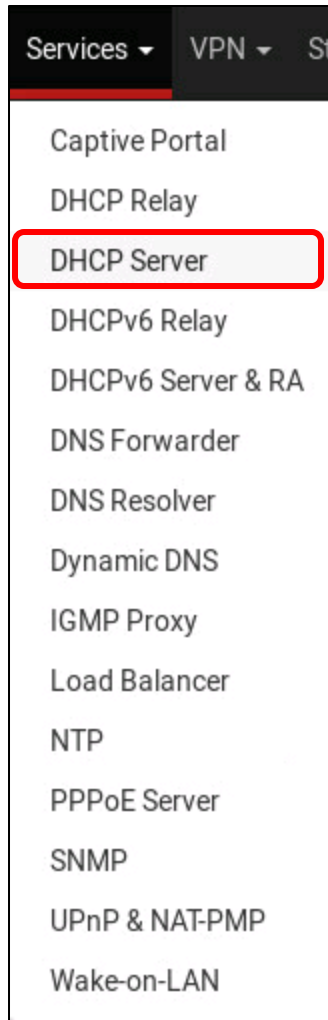 Services VPN St
Captive Portal
DHCP Relay
DHCP Server
DHCPv6 Relay
DHCPv6 Server & RA
DNS Forwarder
DNS Resolver
Dynamic DNS
IGMP Proxy
Load Balancer
NTP
PPPoE Server
SNMP
UPnP & NAT-PMP
Wake-on-LAN